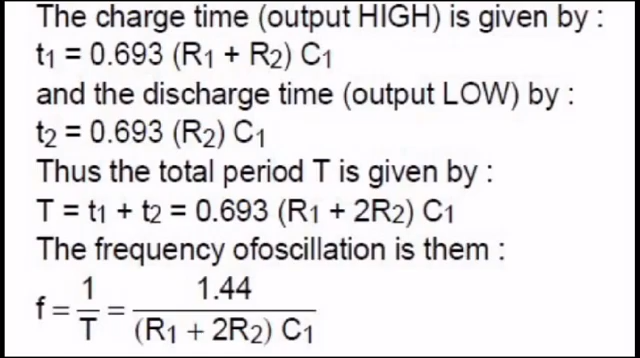 The charge time (output HIGH) is given by :
t1 = 0.693 (R1 + R2) C1
and the discharge time (output LOW) by :
t2 = 0.693 (R2) C1
Thus the total period T is given by :
T = t1 + t2 = 0.693 (R1 + 2R2) C1
The frequency ofoscillation is them :
f = 1/T = 1.44/(R1 + 2R2) C1